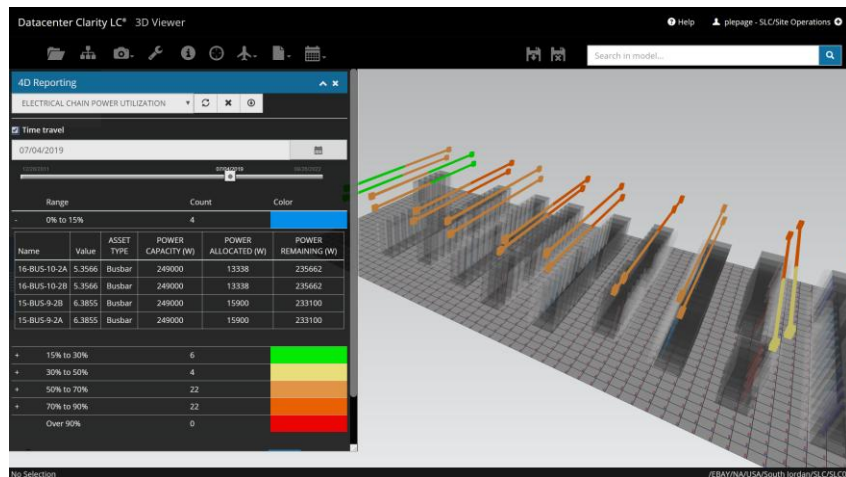 Datacenter Clarity LC* 3D Viewer
Help plepage - SLC/Site Operations
Search in model...
4D Reporting
ELECTRICAL CHAIN POWER UTILIZATION
Time travel
07/04/2019
07/04/2019
Range Count Color
- 0% to 15% 4
Name Value ASSET TYPE POWER CAPACITY (W) POWER ALLOCATED (W) POWER REMAINING (W)
16-BUS-10-2A 5.3566 Busbar 249000 13338 235662
16-BUS-10-2B 5.3566 Busbar 249000 13338 235662
15-BUS-9-2B 6.3855 Busbar 249000 15900 233100
15-BUS-9-2A 6.3855 Busbar 249000 15900 233100
+ 15% to 30% 6
+ 30% to 50% 4
+ 50% to 70% 22
+ 70% to 90% 22
Over 90% 0
No Selection
/EBAY/NA/USA/South Jordan/SLC/SLC0